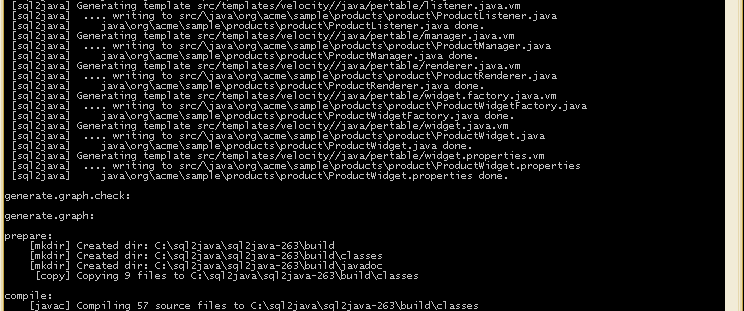 [sql2java] Generating template src/templates/velocity//java/pertable/listener.java.vm
[sql2java]  .... writing to src/\java\org\acme\sample\products\product\ProductListener.java
[sql2java]     java\org\acme\sample\products\product\ProductListener.java done.
[sql2java] Generating template src/templates/velocity//java/pertable/manager.java.vm
[sql2java]  .... writing to src/\java\org\acme\sample\products\product\ProductManager.java
[sql2java]     java\org\acme\sample\products\product\ProductManager.java done.
[sql2java] Generating template src/templates/velocity//java/pertable/renderer.java.vm
[sql2java]  .... writing to src/\java\org\acme\sample\products\product\ProductRenderer.java
[sql2java]     java\org\acme\sample\products\product\ProductRenderer.java done.
[sql2java] Generating template src/templates/velocity//java/pertable/widget.factory.java.vm
[sql2java]  .... writing to src/\java\org\acme\sample\products\product\ProductWidgetFactory.java
[sql2java]     java\org\acme\sample\products\product\ProductWidgetFactory.java done.
[sql2java] Generating template src/templates/velocity//java/pertable/widget.java.vm
[sql2java]  .... writing to src/\java\org\acme\sample\products\product\ProductWidget.java
[sql2java]     java\org\acme\sample\products\product\ProductWidget.java done.
[sql2java] Generating template src/templates/velocity//java/pertable/widget.properties.vm
[sql2java]  .... writing to src/\java\org\acme\sample\products\product\ProductWidget.properties
[sql2java]     java\org\acme\sample\products\product\ProductWidget.properties done.
generate.graph.check:
generate.graph:
prepare:
[mkdir] Created dir: C:\sql2java\sql2java-263\build
[mkdir] Created dir: C:\sql2java\sql2java-263\build\classes
[mkdir] Created dir: C:\sql2java\sql2java-263\build\javadoc
[copy] Copying 9 files to C:\sql2java\sql2java-263\build\classes
compile:
[javac] Compiling 57 source files to C:\sql2java\sql2java-263\build\classes